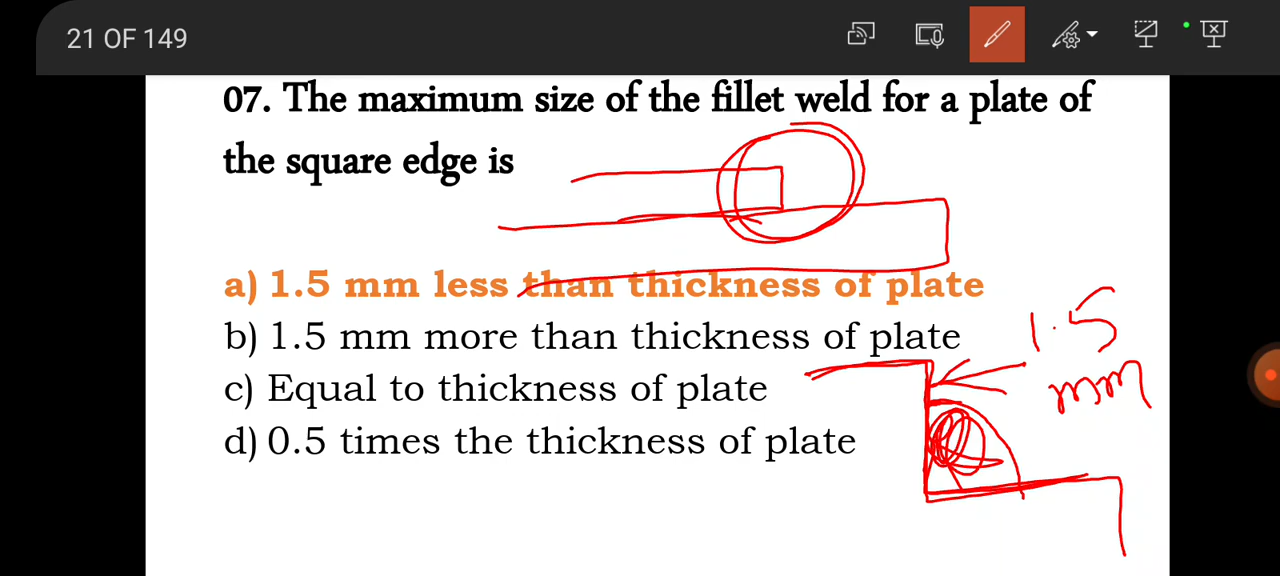 21 OF 149
07. The maximum size of the fillet weld for a plate of
the square edge is
a) 1.5 mm less than thickness of plate
b) 1.5 mm more than thickness of plate
c) Equal to thickness of plate
d) 0.5 times the thickness of plate
1.5
mm